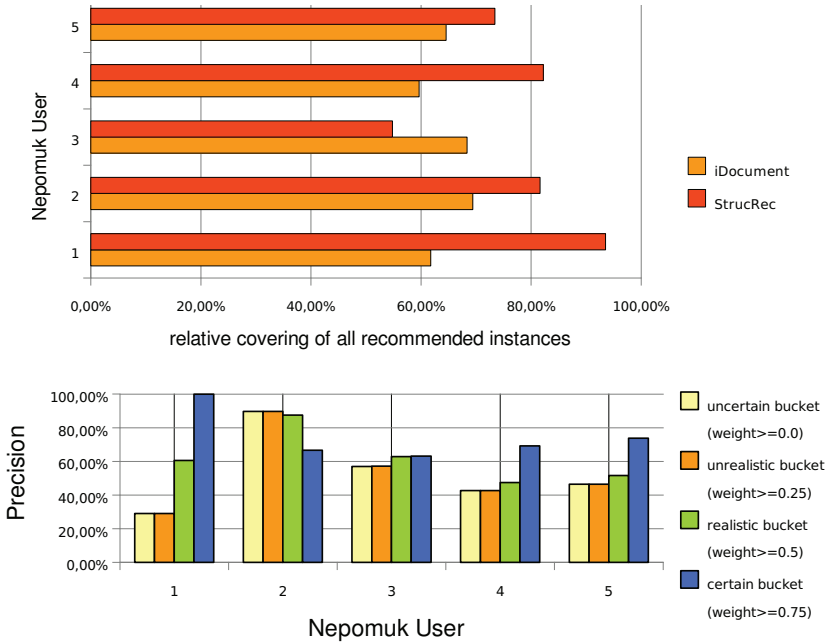 5
4
3
2
1
Nepomuk User
0,00%
20,00%
40,00%
60,00%
80,00%
100,00%
relative covering of all recommended instances
iDocument
StrucRec
100,00%
80,00%
60,00%
40,00%
20,00%
0,00%
Precision
1
2
3
4
5
Nepomuk User
uncertain bucket
(weight>=0.0)
unrealistic bucket
(weight>=0.25)
realistic bucket
(weight>=0.5)
certain bucket
(weight>=0.75)